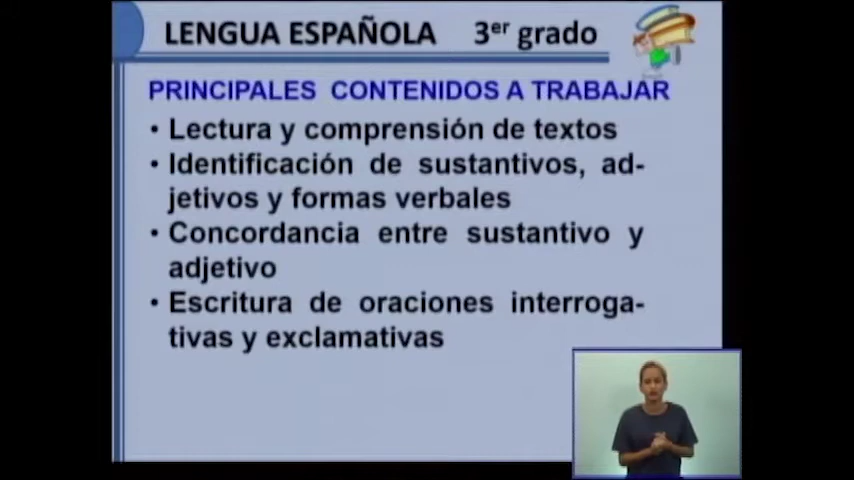 LENGUA ESPAÑOLA 3er grado
PRINCIPALES CONTENIDOS A TRABAJAR
• Lectura y comprensión de textos
• Identificación de sustantivos, ad-
jetivos y formas verbales
• Concordancia entre sustantivo y
adjetivo
• Escritura de oraciones interroga-
tivas y exclamativas